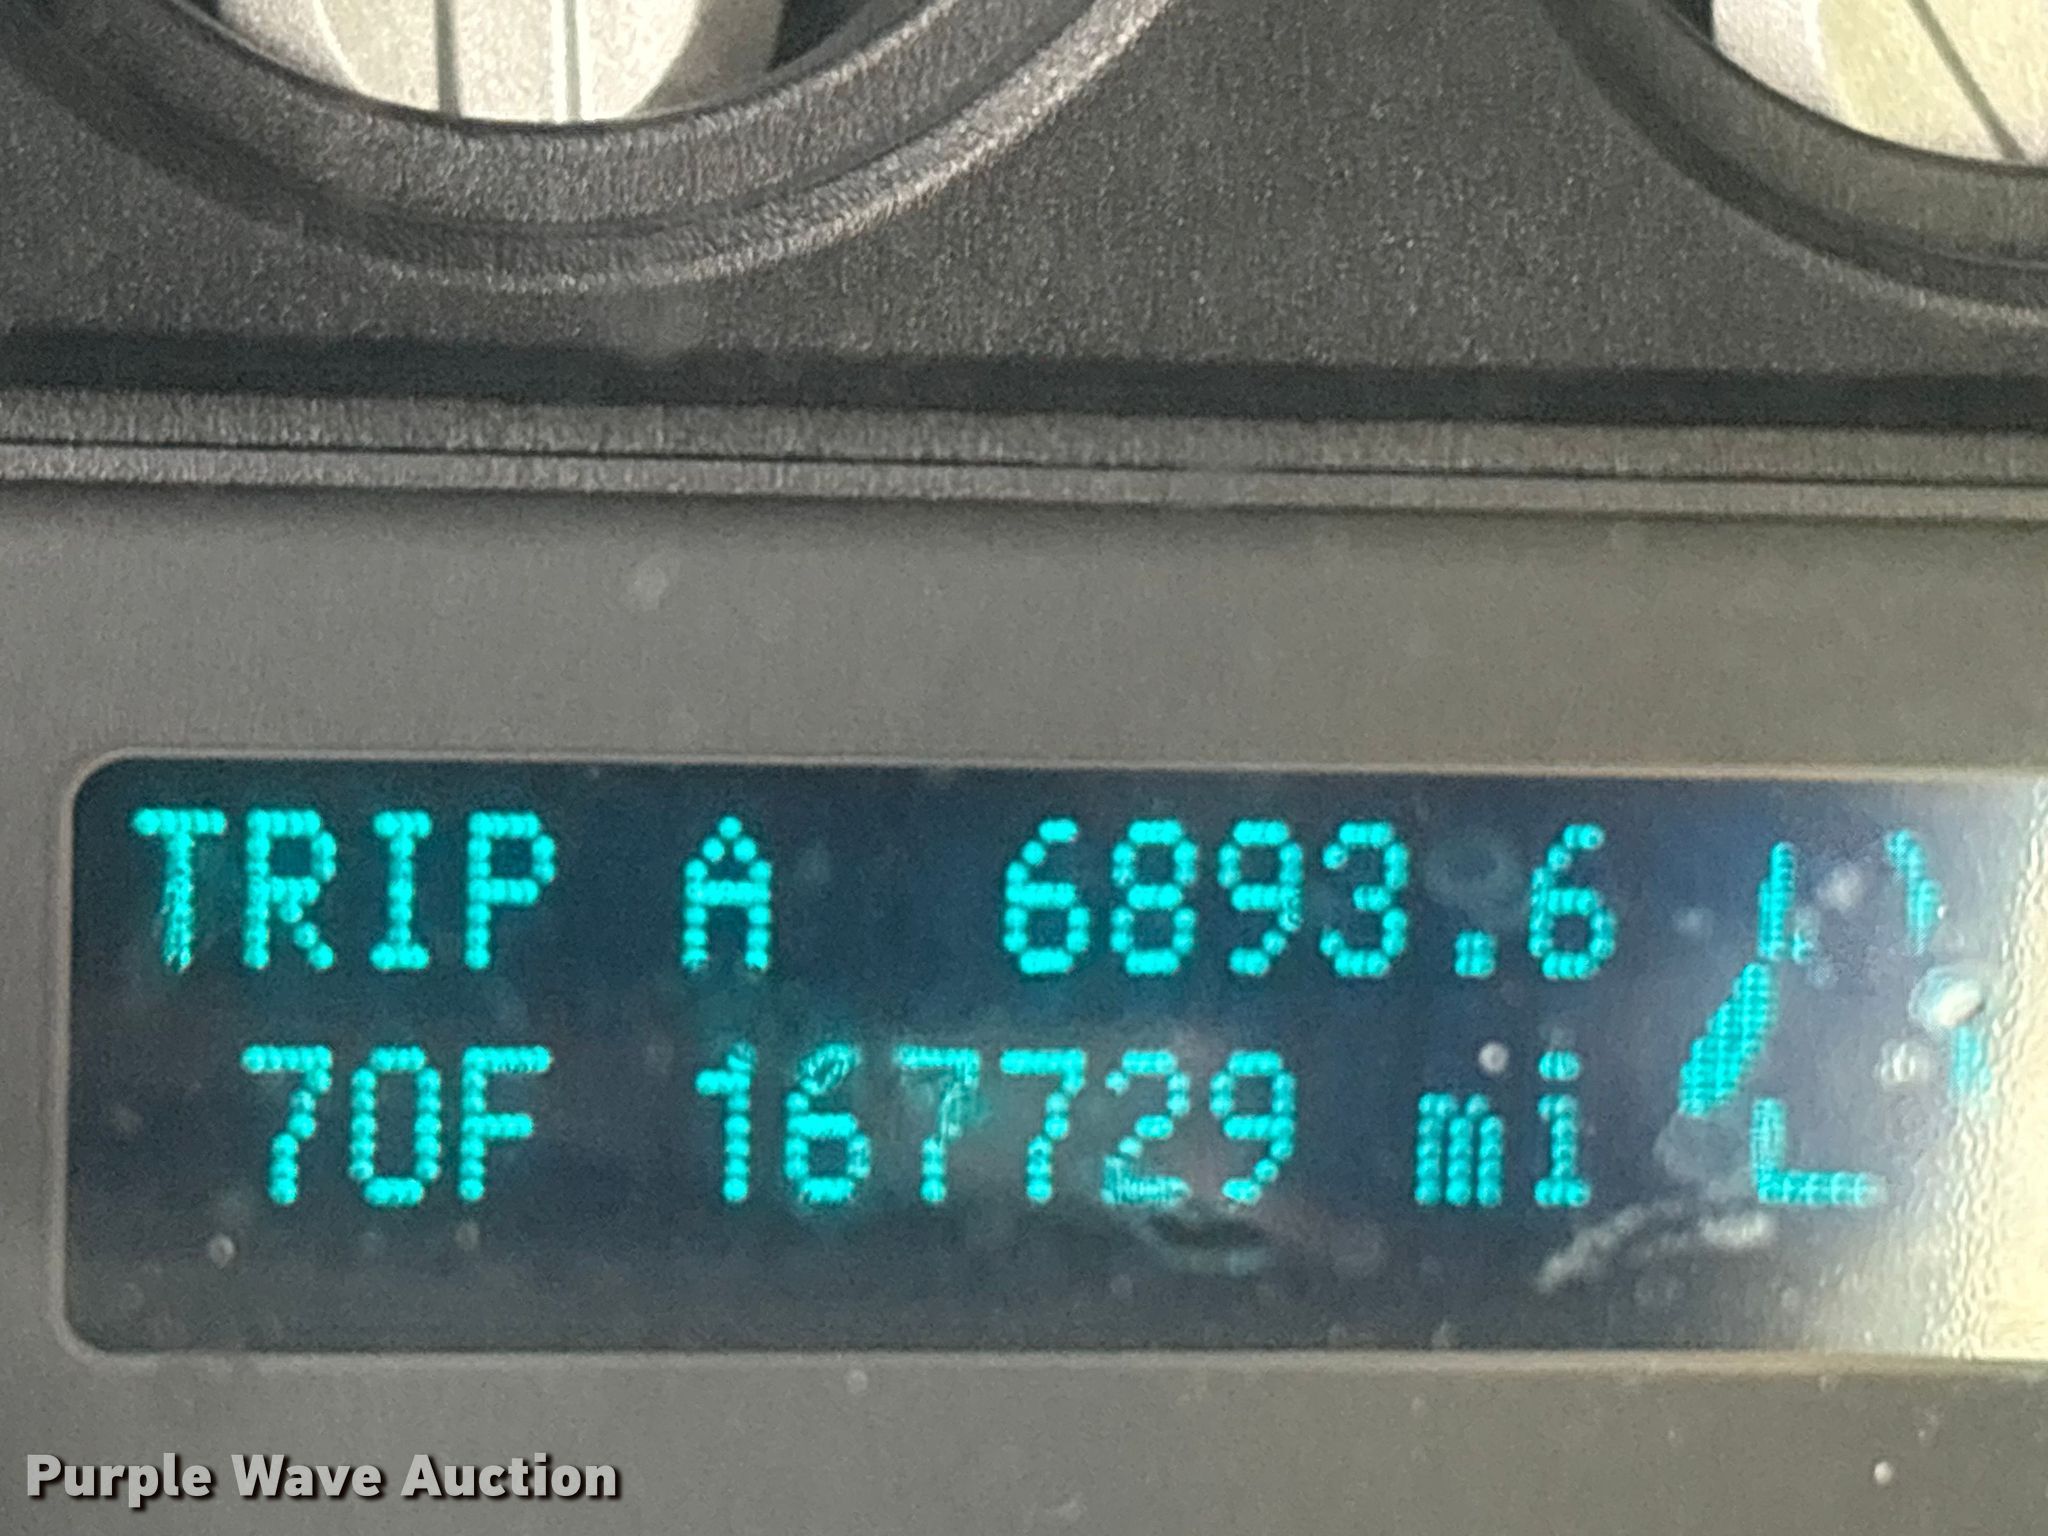 TRIP A 6893.6
70F 167729 mi
Purple Wave Auction